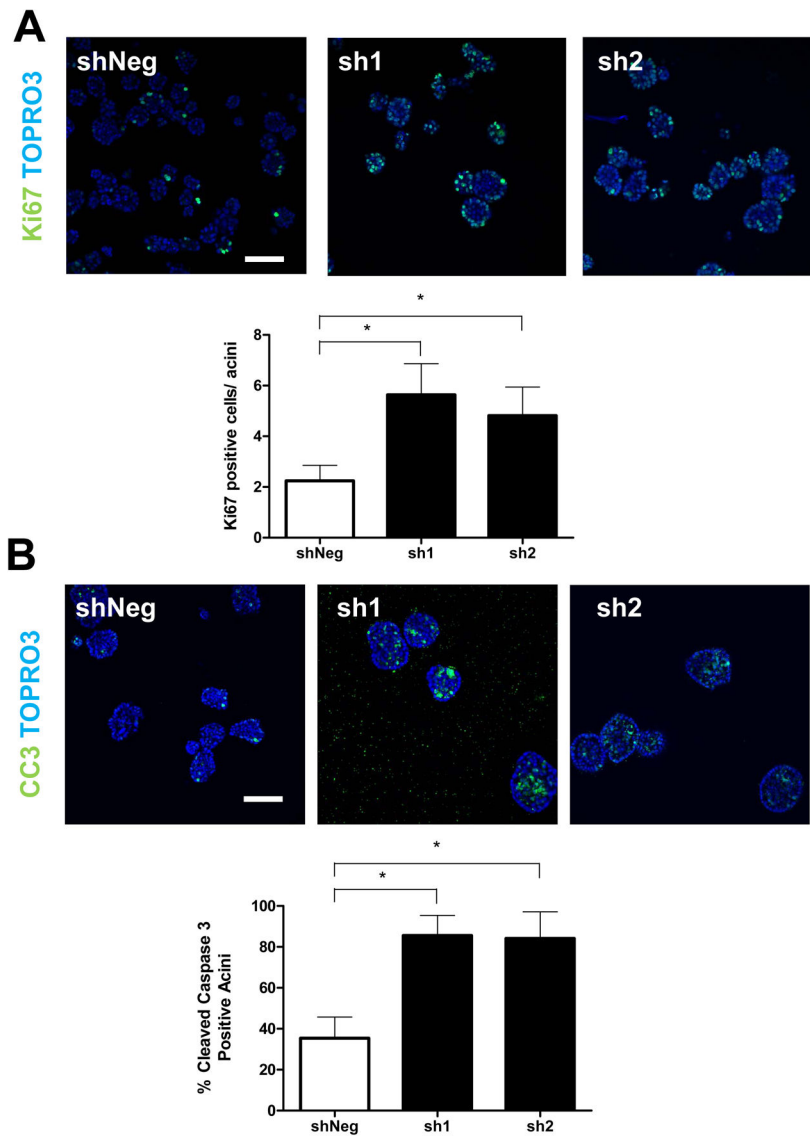 A
Ki67 TOPRO3
shNeg
sh1
sh2
*
*
Ki67 positive cells/ acini
8
6
4
2
0
shNeg
sh1
sh2
B
CC3 TOPRO3
shNeg
sh1
sh2
*
*
% Cleaved Caspase 3
Positive Acini
100
80
60
40
20
0
shNeg
sh1
sh2